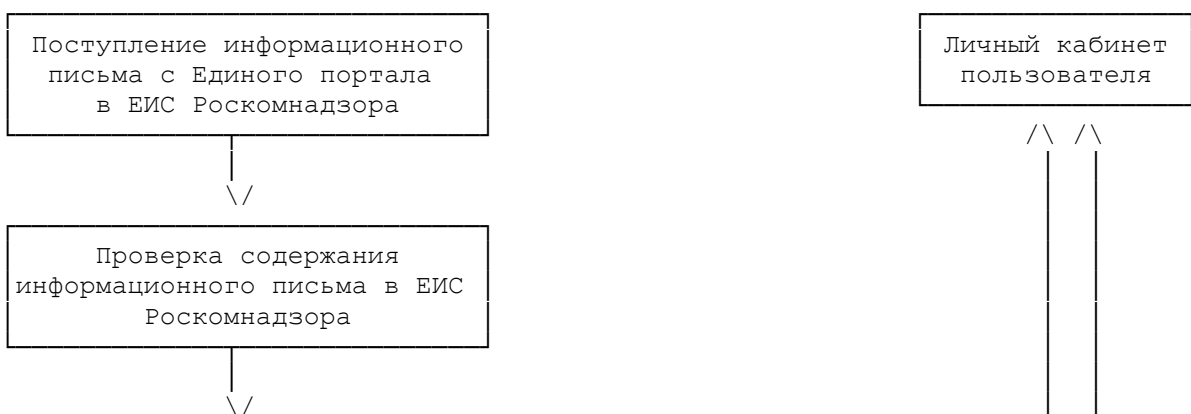 Поступление информационного
письма с Единого портала
в ЕИС Роскомнадзора
Личный кабинет
пользователя
Проверка содержания
информационного письма в ЕИС
Роскомнадзора